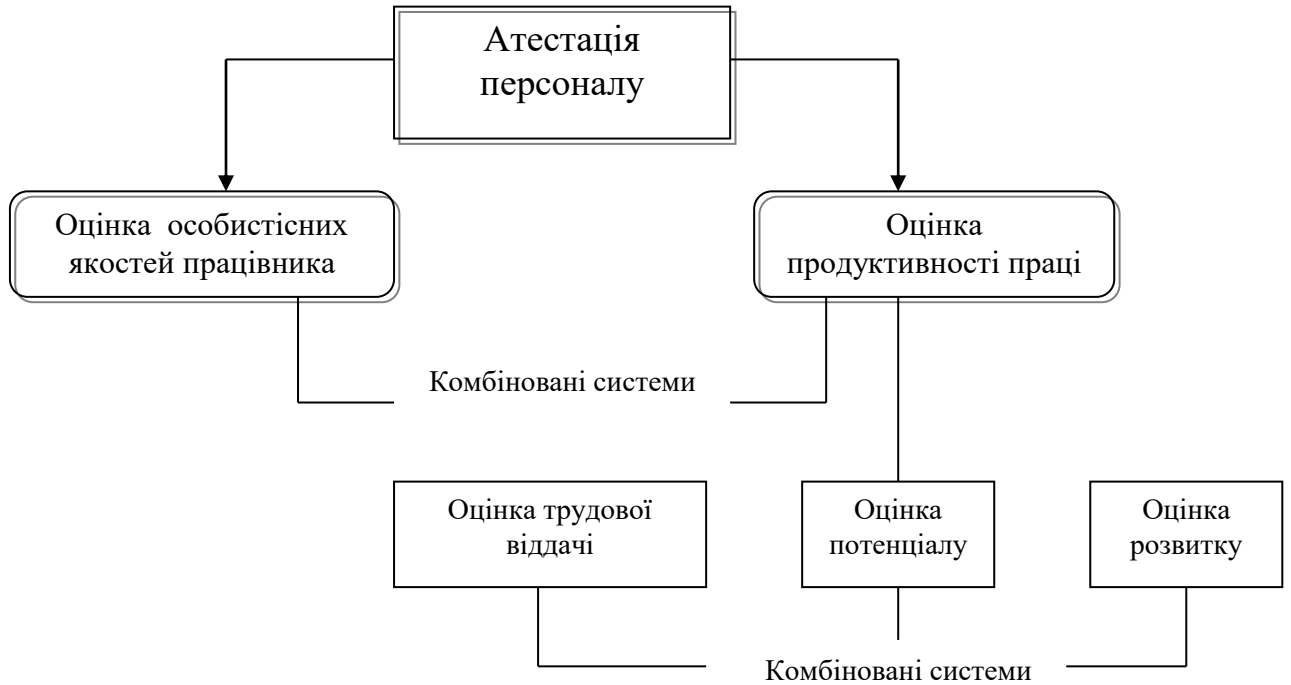 Атестація
персоналу
Оцінка особистісних
якостей працівника
Оцінка
продуктивності праці
Комбіновані системи
Оцінка трудової
віддачі
Оцінка
потенціалу
Оцінка
розвитку
Комбіновані системи